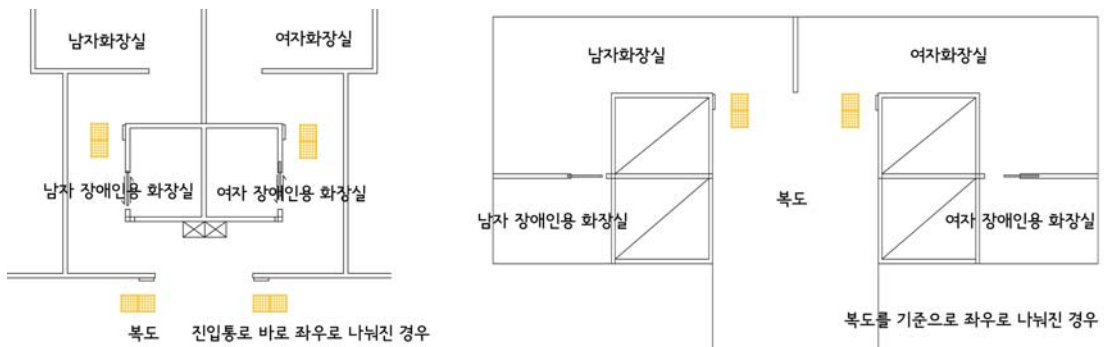 남자화장실
여자화장실
남자 장애인용 화장실
여자 장애인용 화장실
복도
진입통로 바로 좌우로 나눠진 경우
남자화장실
여자화장실
복도
남자 장애인용 화장실
여자 장애인용 화장실
복도를 기준으로 좌우로 나눠진 경우